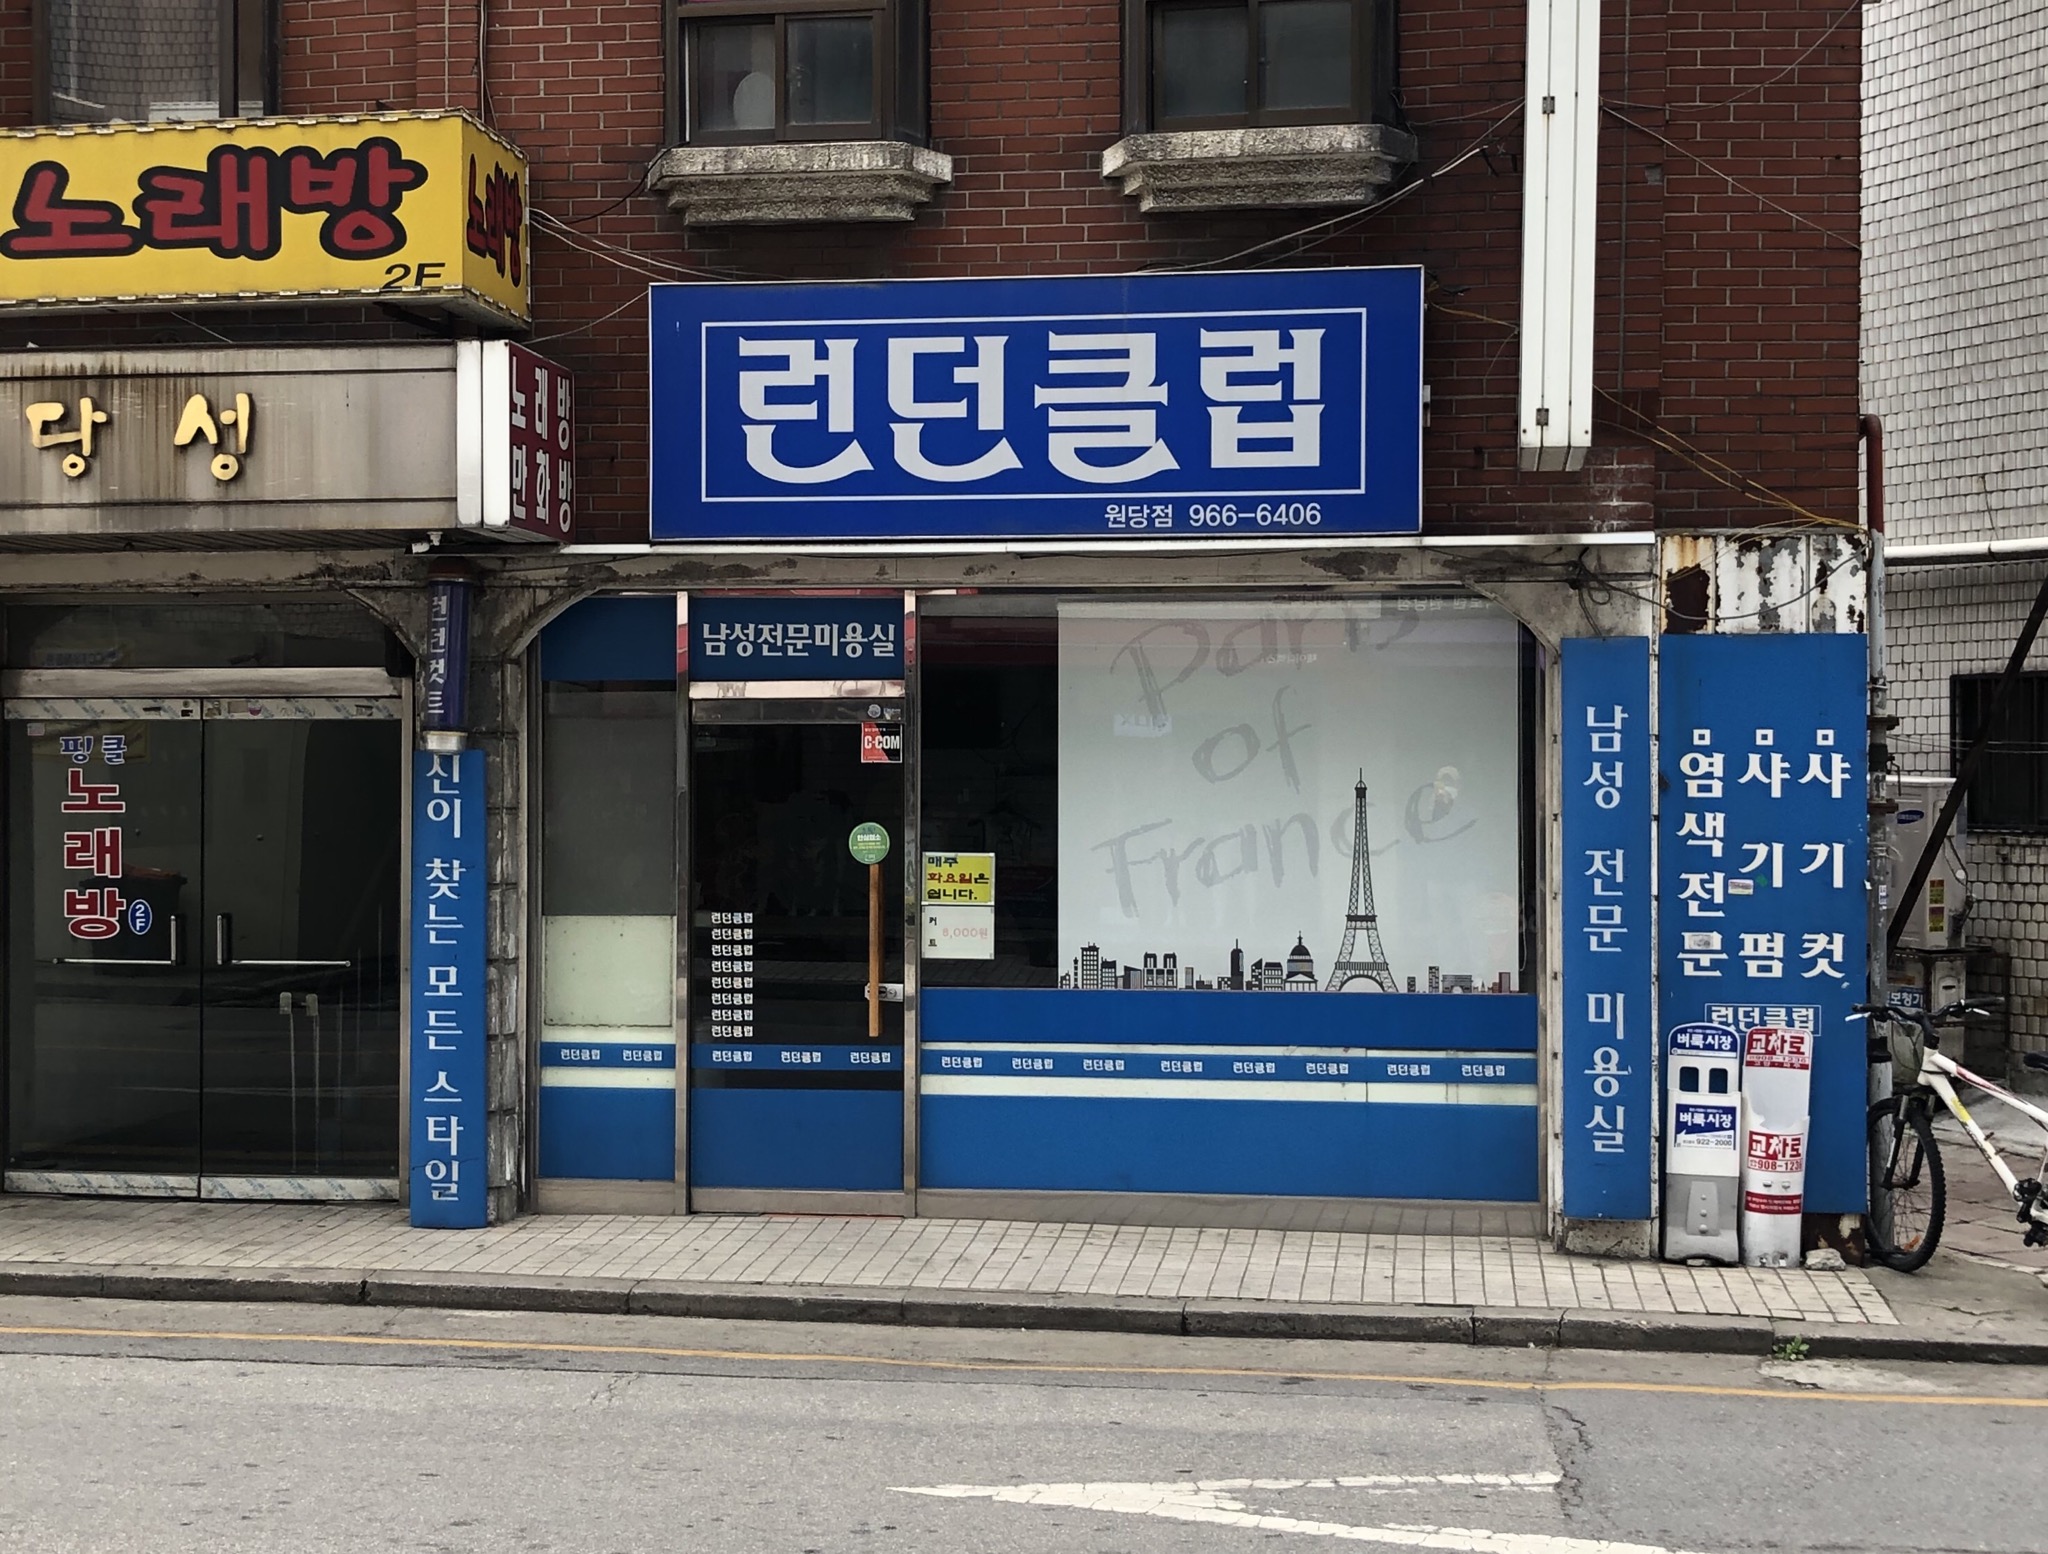 노래방
2F
노래방
당성
노래방
만화방
런던클럽
원당점 966-6406
런던컷트
남성전문미용실
C·COM
핑클
노래방
2F
신이 찾는 모든 스타일
매주
화요일은
쉽니다.
커트
8,000원
Paris
of
France
런던클럽
런던클럽
런던클럽
런던클럽
런던클럽
런던클럽
런던클럽
런던클럽
런던클럽 런던클럽
런던클럽 런던클럽 런던클럽
런던클럽 런던클럽 런던클럽 런던클럽 런던클럽 런던클럽 런던클럽 런던클럽
남성 전문 미용실
염색전문
샤기펌
샤기컷
런던클럽
벼룩시장
벼룩시장
922-2000
교차로
교차로